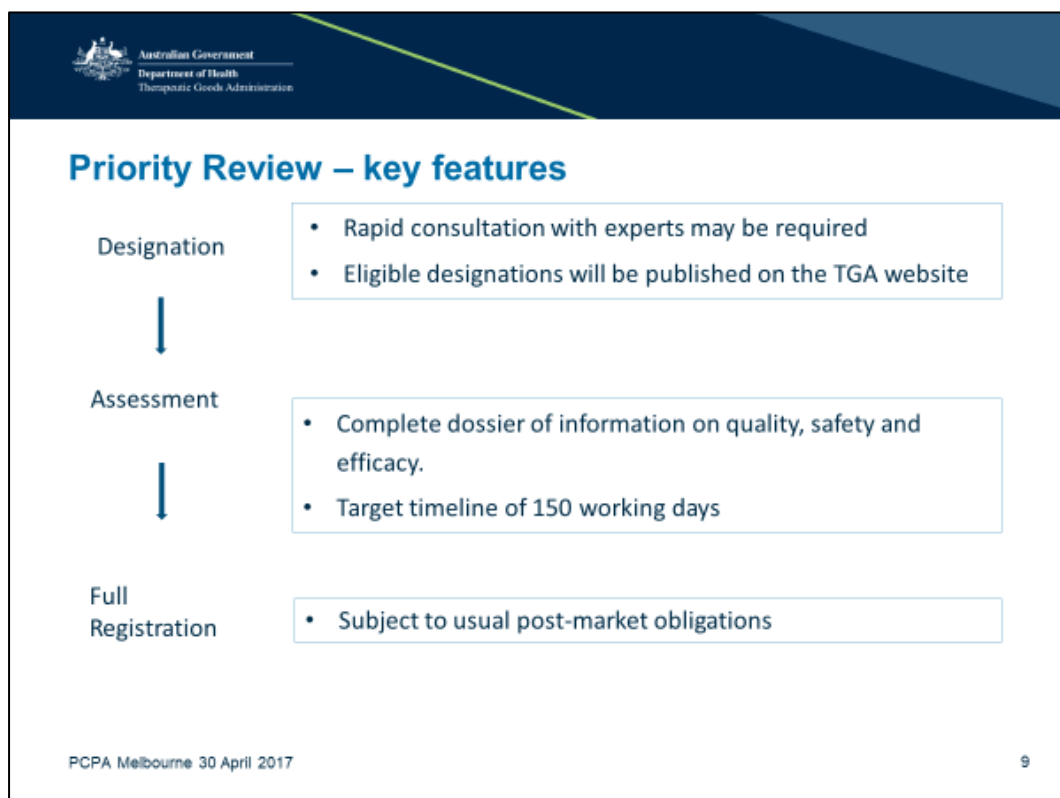 Australian Government
Department of Health
Therapeutic Goods Administration
Priority Review – key features
Designation
• Rapid consultation with experts may be required
• Eligible designations will be published on the TGA website
Assessment
• Complete dossier of information on quality, safety and
efficacy.
• Target timeline of 150 working days
Full
Registration
• Subject to usual post-market obligations
PCPA Melbourne 30 April 2017
9